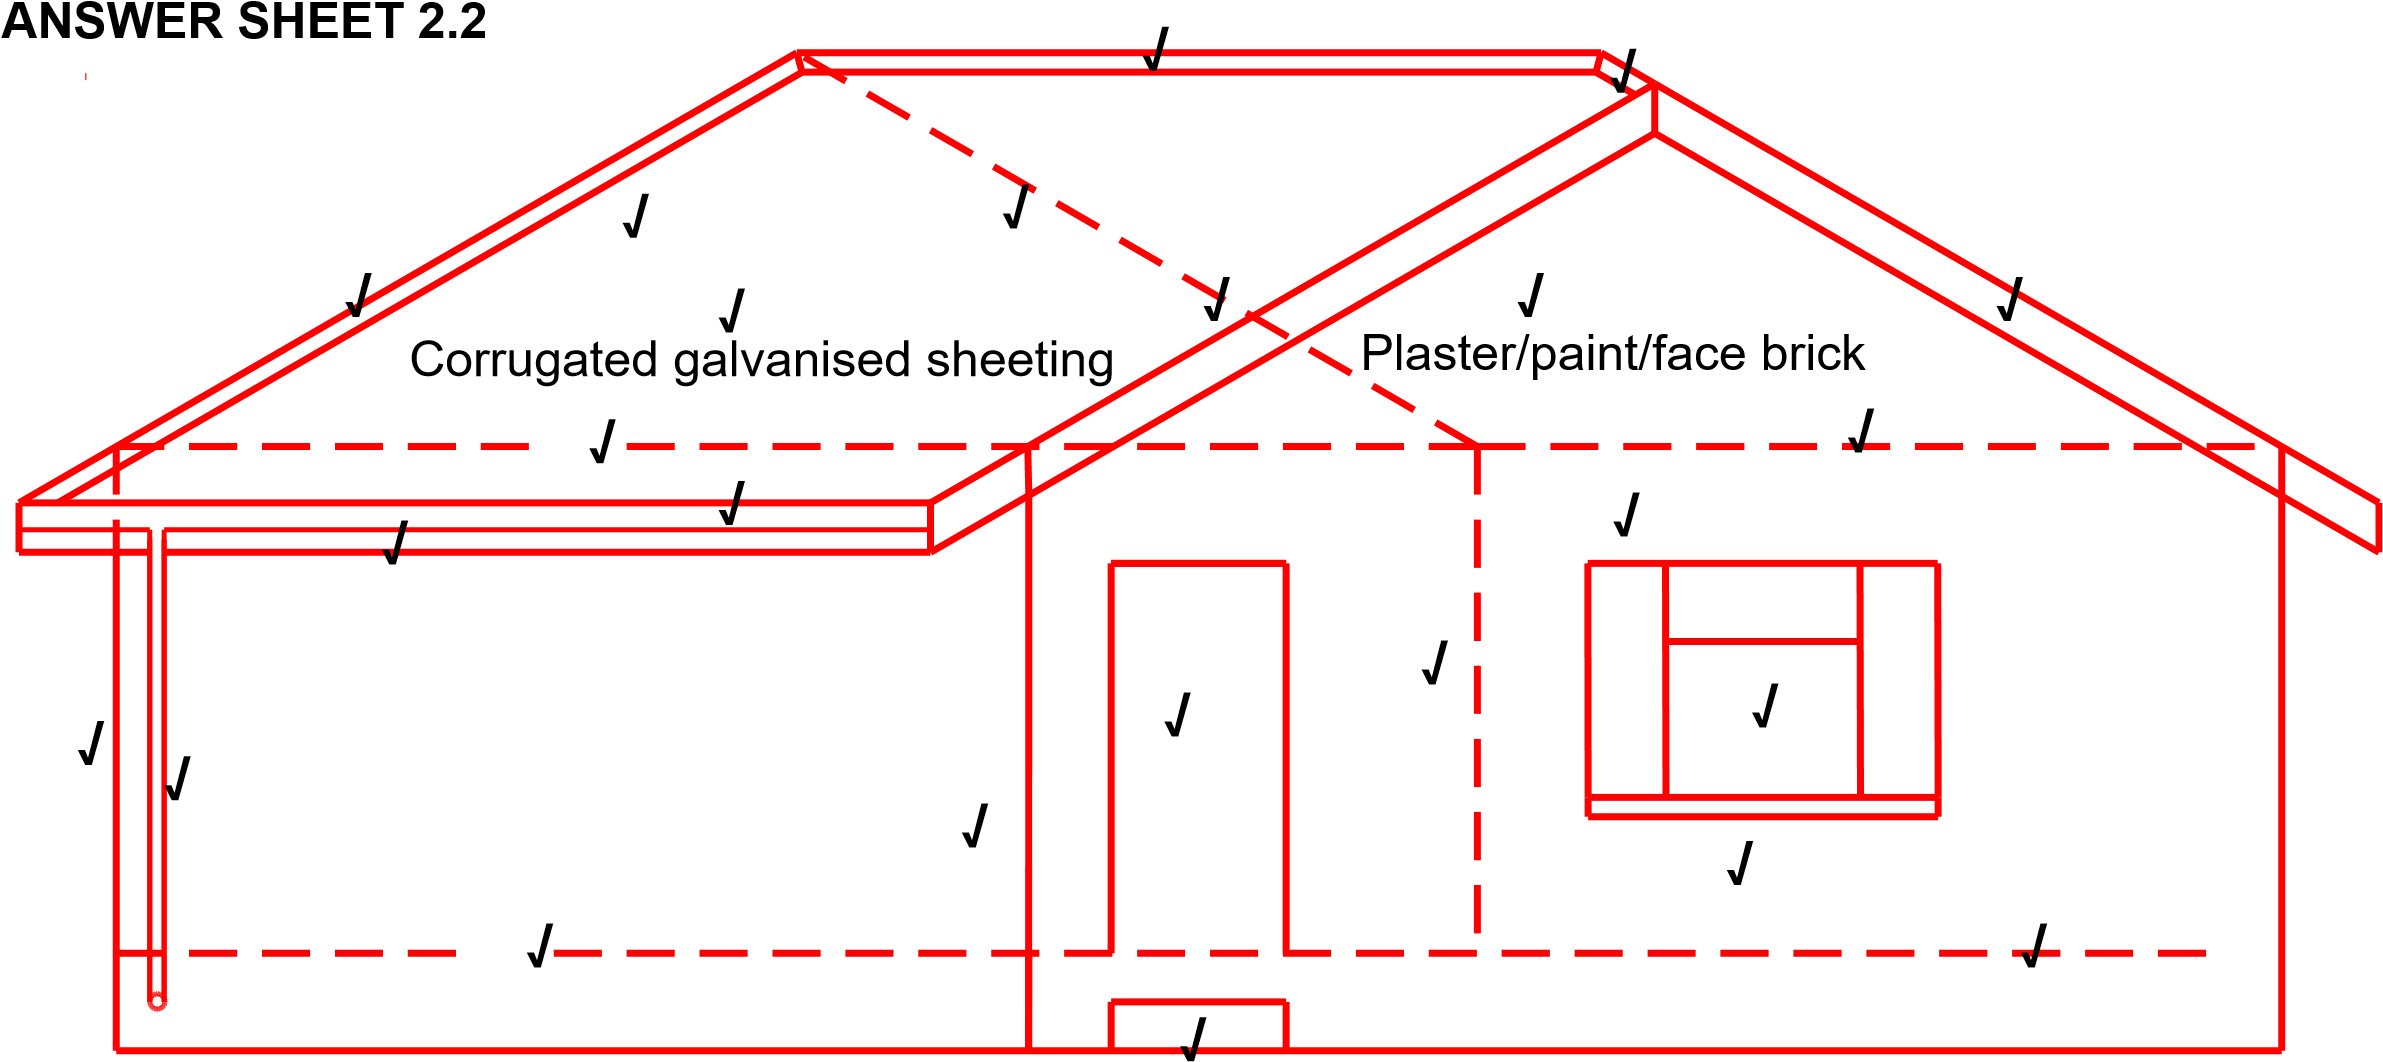 ANSWER SHEET 2.2
Corrugated galvanised sheeting
Plaster/paint/face brick